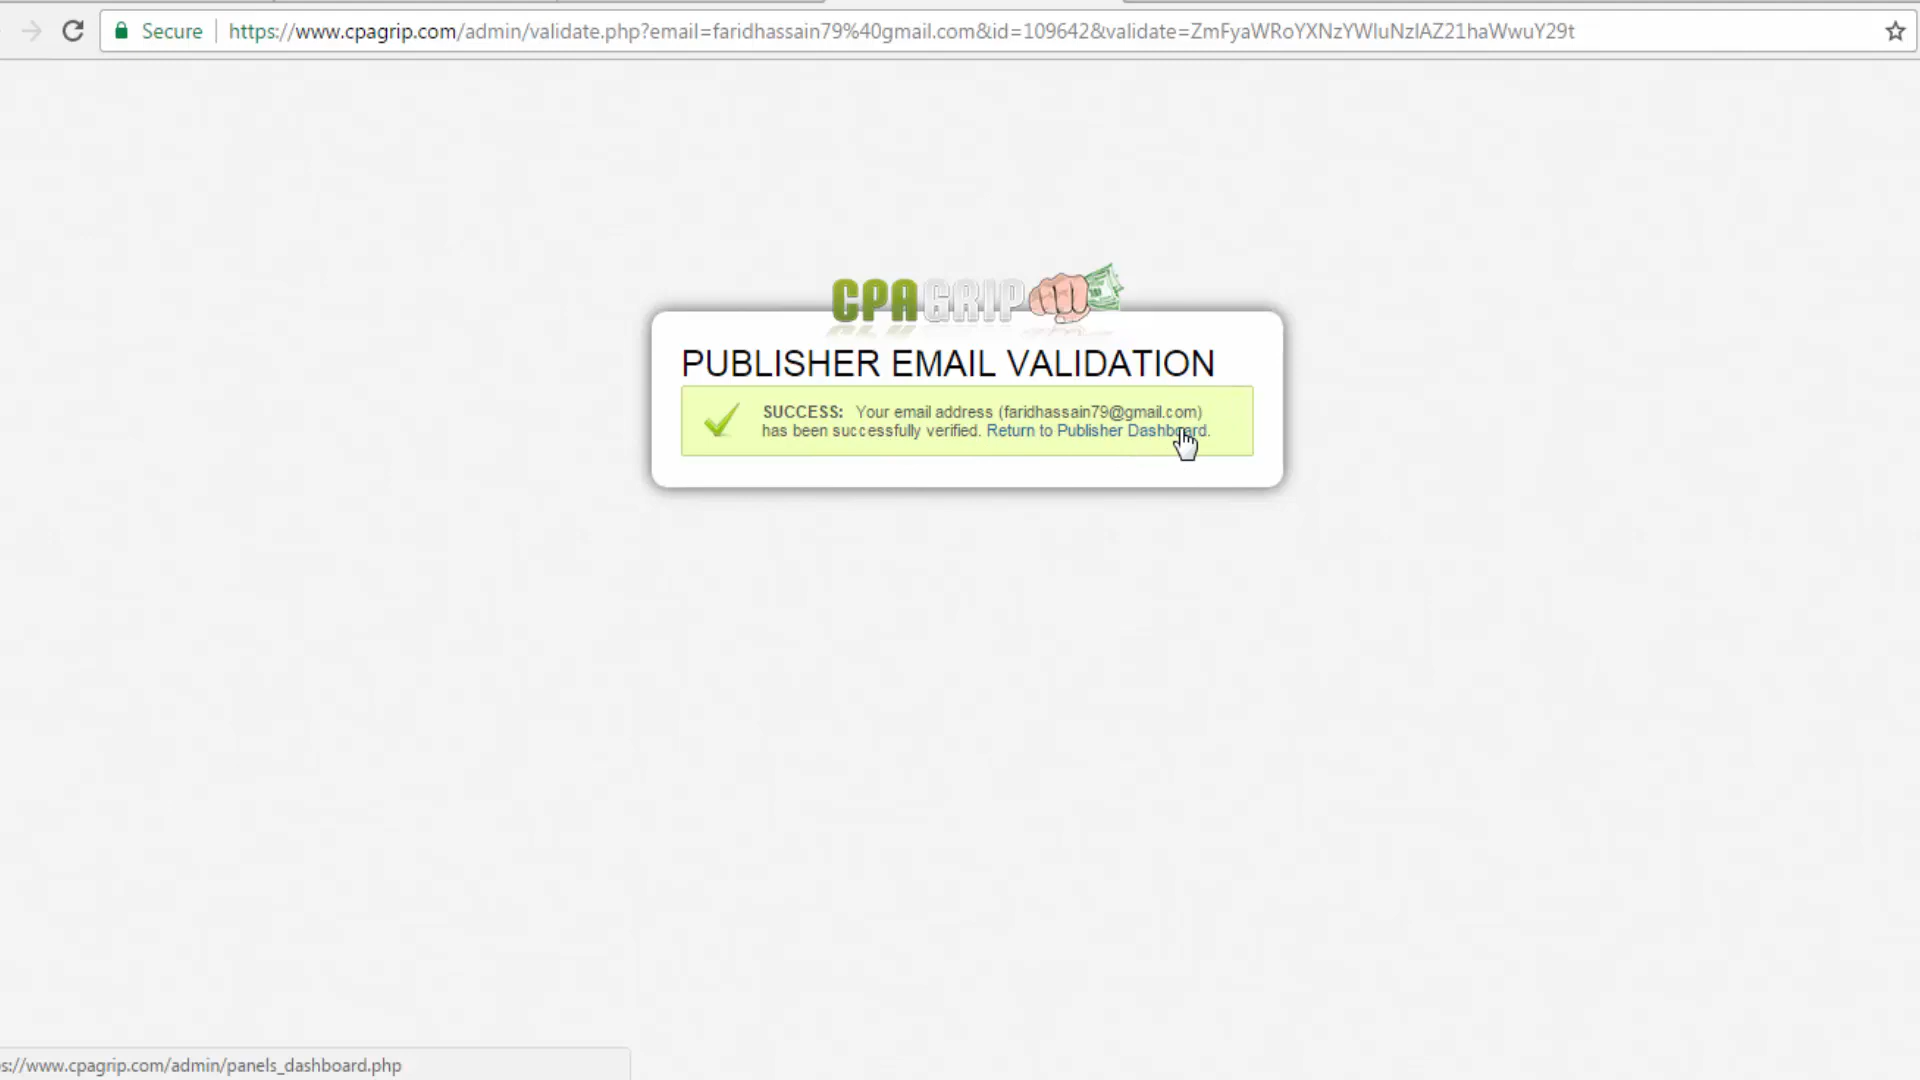 Secure https://www.cpagrip.com/admin/validate.php?email=faridhassain79%40gmail.com&id=109642&validate=ZmFyaWRoYXNzYWluNzlAZ21haWwuY29t
CPAGRIP
PUBLISHER EMAIL VALIDATION
SUCCESS: Your email address (faridhassain79@gmail.com)
has been successfully verified. Return to Publisher Dashboard.
s://www.cpagrip.com/admin/panels_dashboard.php